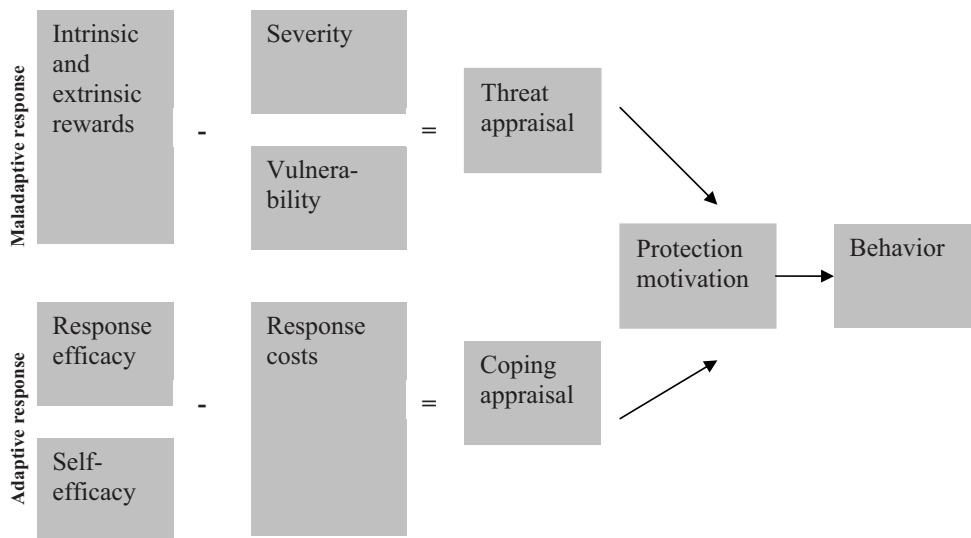 Maladaptive response
Intrinsic
and
extrinsic
rewards
-
Severity
Vulnera-
bility
=
Threat
appraisal
Protection
motivation
Behavior
Adaptive response
Response
efficacy
Self-
efficacy
-
Response
costs
=
Coping
appraisal